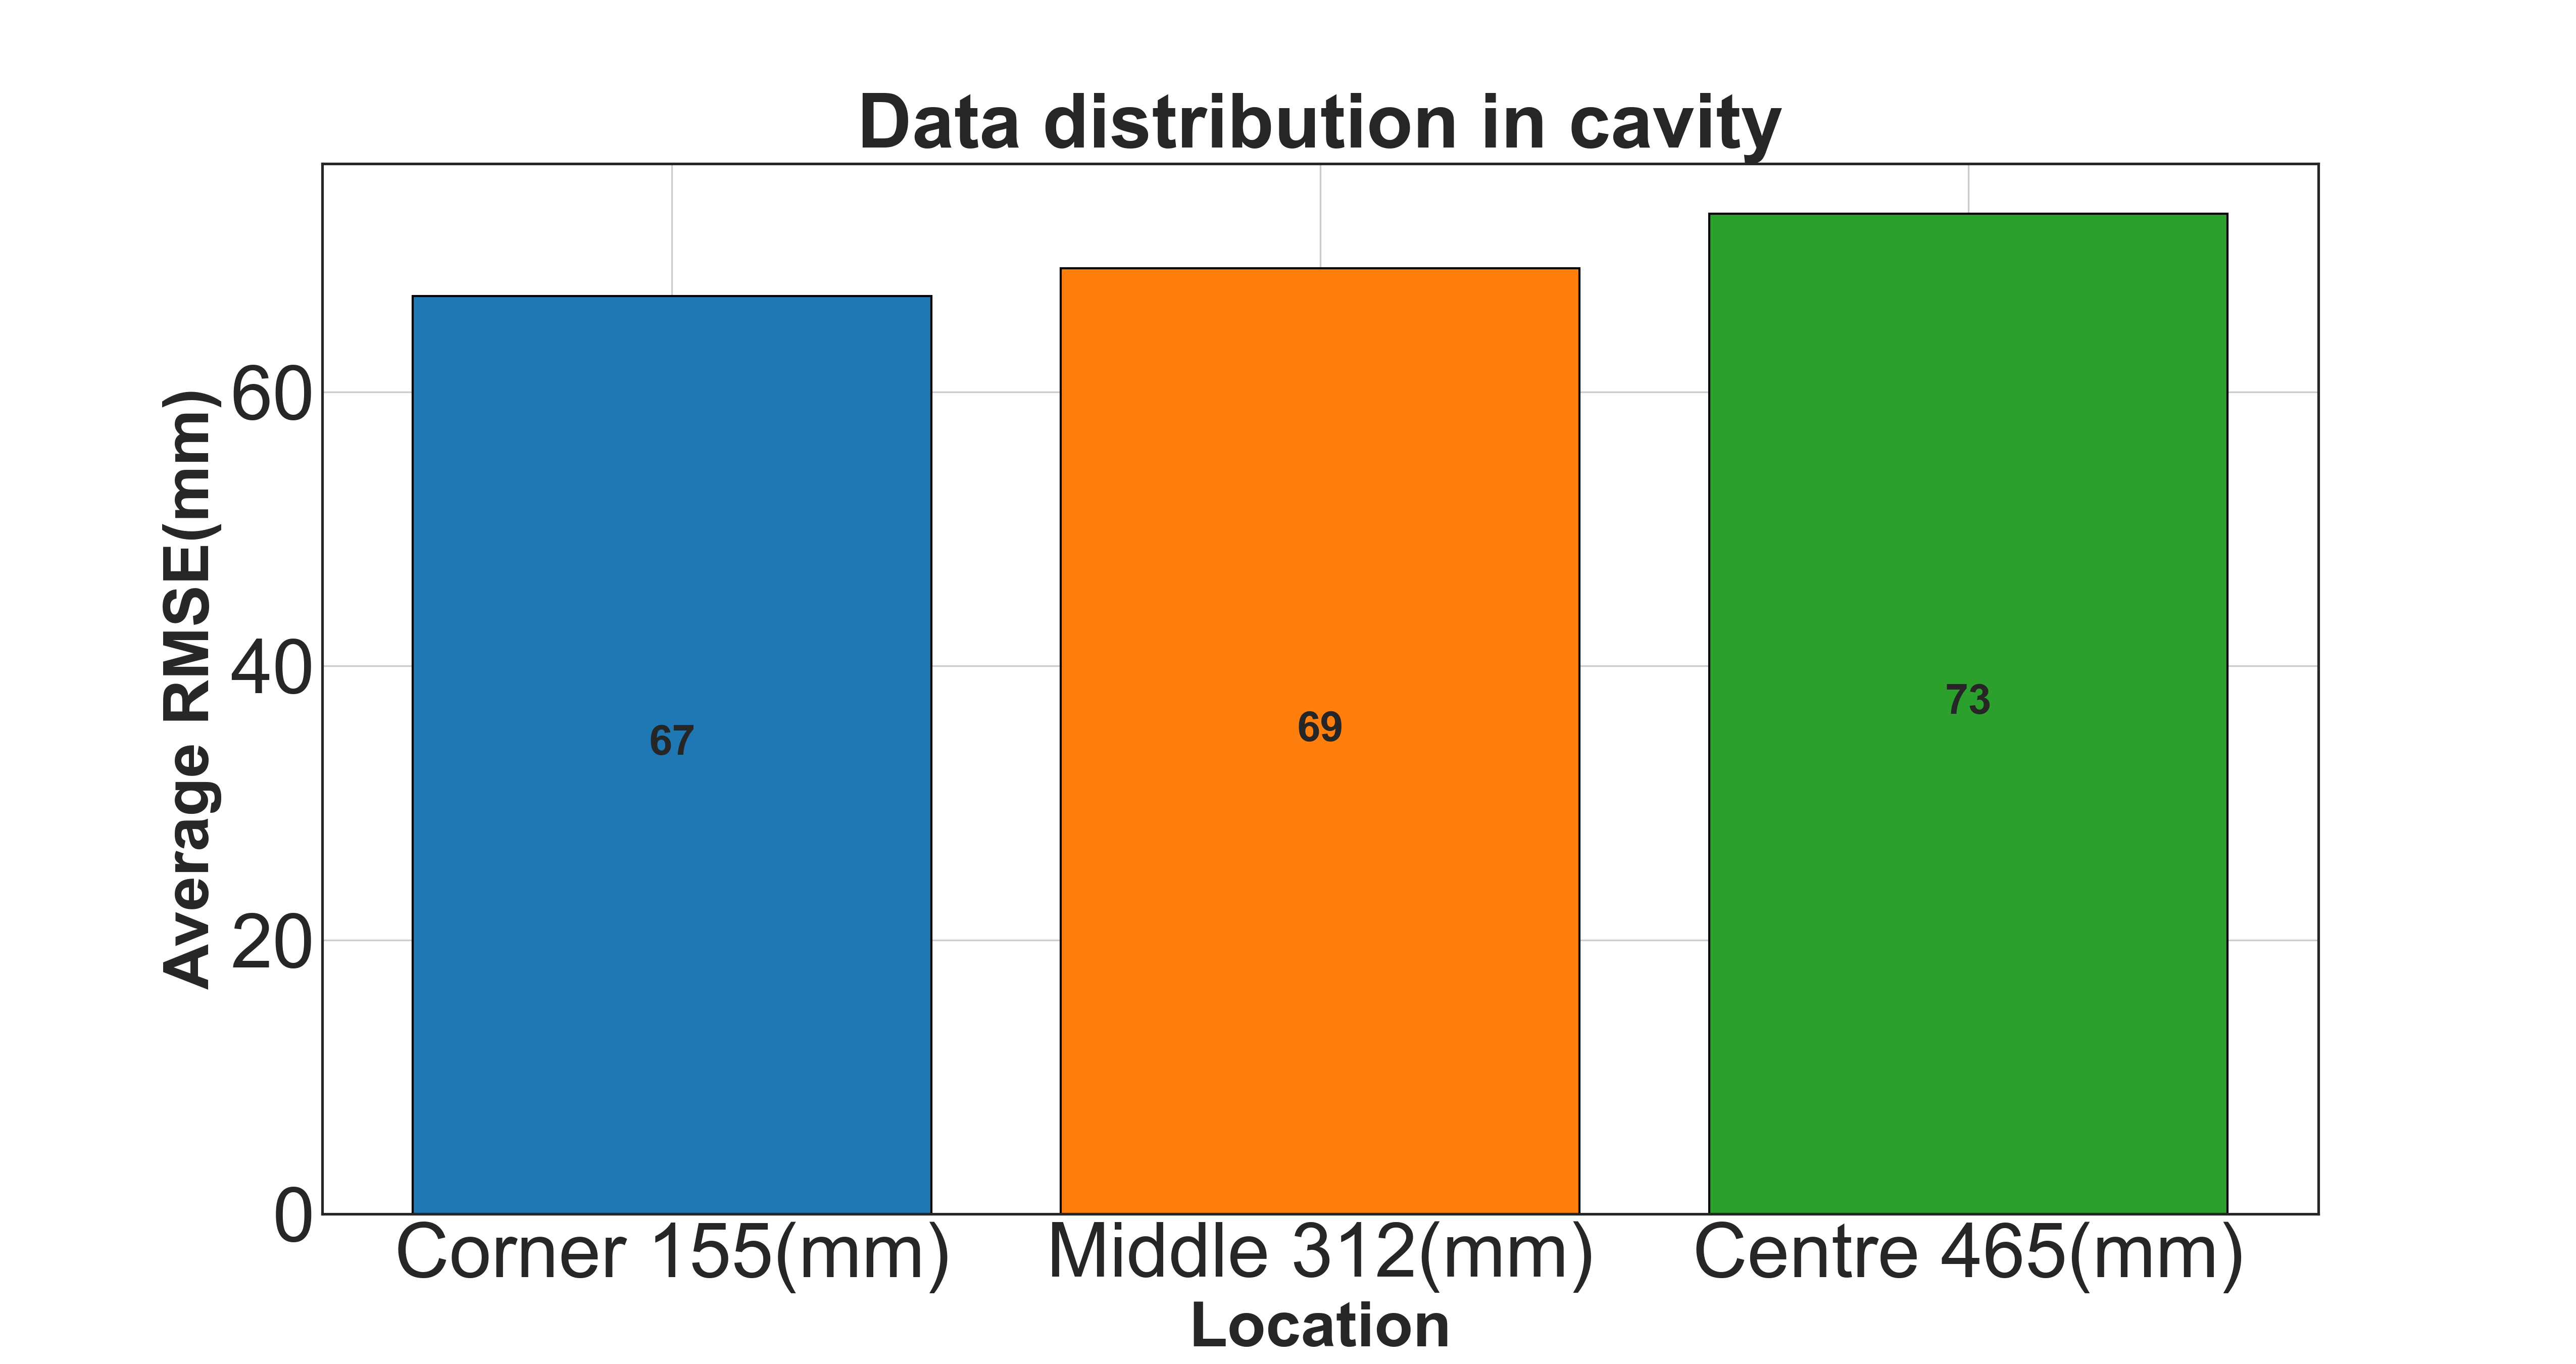 Data distribution in cavity
Average RMSE(mm)
60
40
20
0
67
69
73
Corner 155(mm)
Middle 312(mm)
Centre 465(mm)
Location